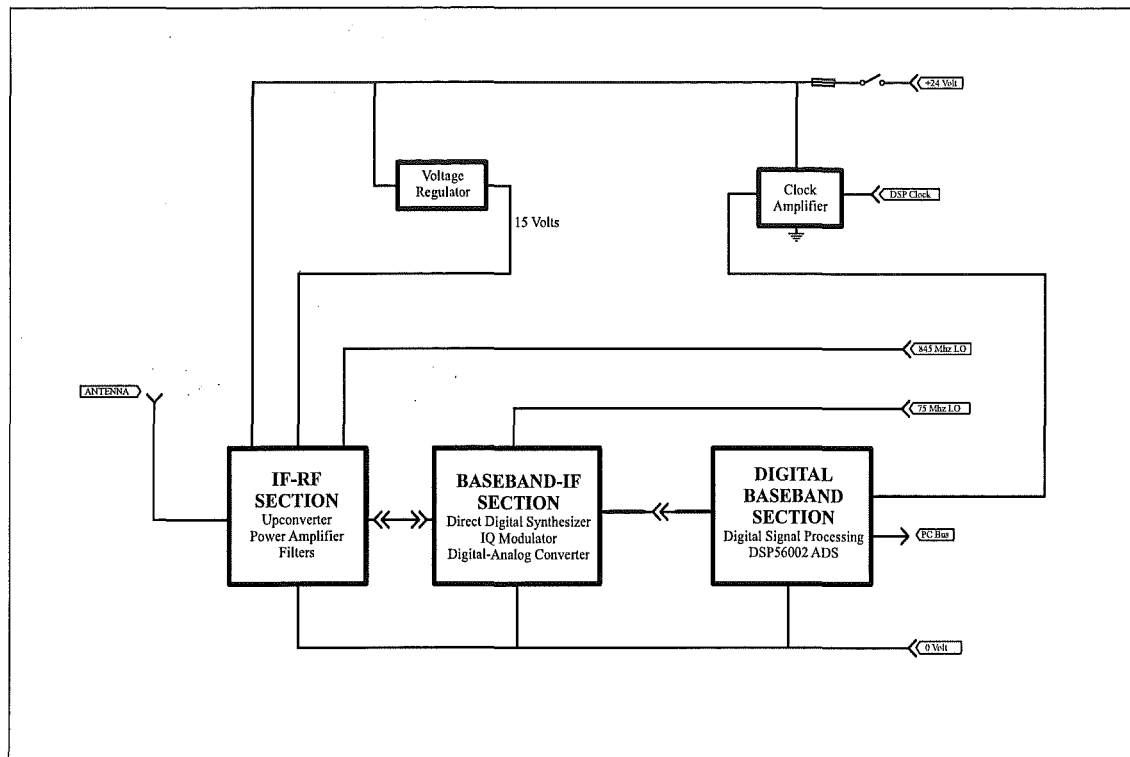 +24 Volt
Voltage
Regulator
Clock
Amplifier
DSP Clock
15 Volts
845 Mhz LO
ANTENNA
75 Mhz LO
IF-RF
SECTION
Upconverter
Power Amplifier
Filters
BASEBAND-IF
SECTION
Direct Digital Synthesizer
IQ Modulator
Digital-Analog Converter
DIGITAL
BASEBAND
SECTION
Digital Signal Processing
DSP56002 ADS
PC Bus
0 Volt